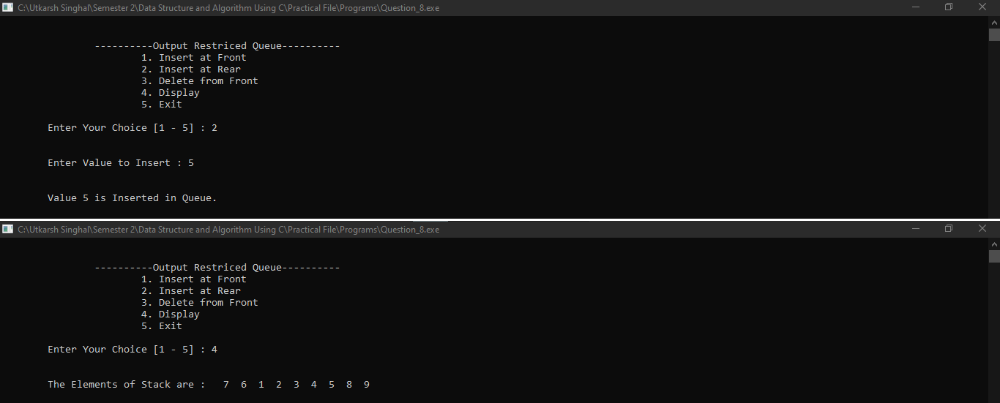 C:\Utkarsh Singhal\Semester 2\Data Structure and Algorithm Using C\Practical File\Programs\Question_8.exe
----------Output Restriced Queue----------
1. Insert at Front
2. Insert at Rear
3. Delete from Front
4. Display
5. Exit
Enter Your Choice [1 - 5] : 2
Enter Value to Insert : 5
Value 5 is Inserted in Queue.
C:\Utkarsh Singhal\Semester 2\Data Structure and Algorithm Using C\Practical File\Programs\Question_8.exe
----------Output Restriced Queue----------
1. Insert at Front
2. Insert at Rear
3. Delete from Front
4. Display
5. Exit
Enter Your Choice [1 - 5] : 4
The Elements of Stack are :   7  6  1  2  3  4  5  8  9